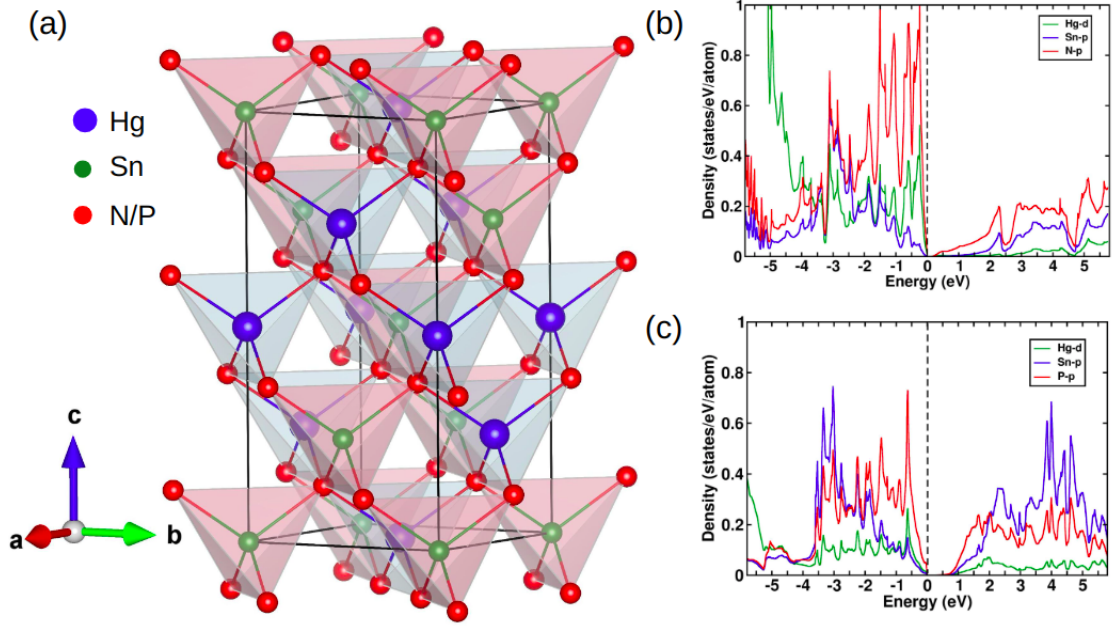 (a)
Hg
Sn
N/P
c
a
b
(b)
Density (states/eV/atom)
1
0.8
0.6
0.4
0.2
0
Hg-d
Sn-p
N-p
-5 -4 -3 -2 -1 0 1 2 3 4 5
Energy (eV)
(c)
Density (states/eV/atom)
1
0.8
0.6
0.4
0.2
0
Hg-d
Sn-p
P-p
-5 -4 -3 -2 -1 0 1 2 3 4 5
Energy (eV)